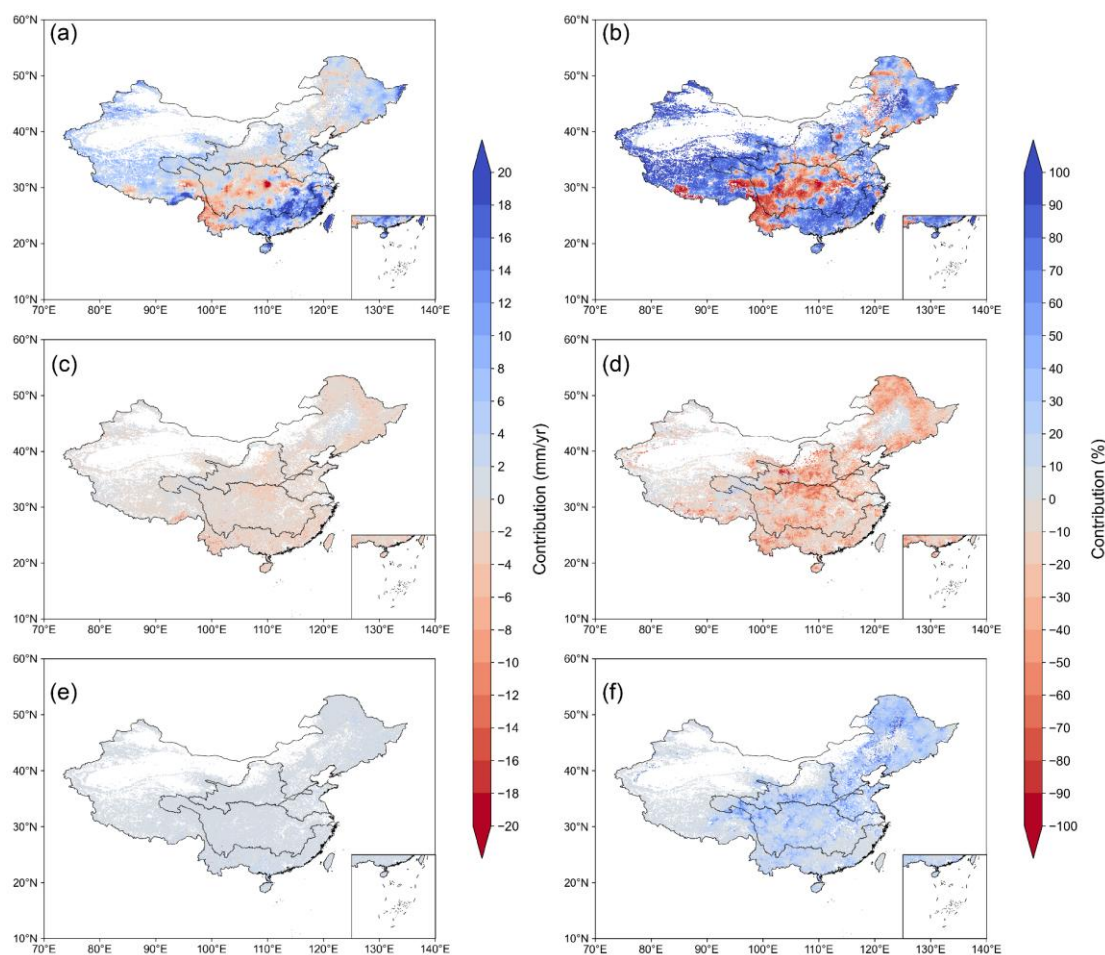 (a)
60°N
50°N
40°N
30°N
20°N
10°N
70°E 80°E 90°E 100°E 110°E 120°E 130°E 140°E
20
18
16
14
12
10
8
6
4
2
0
−2
−4
−6
−8
−10
−12
−14
−16
−18
−20
Contribution (mm/yr)
(b)
60°N
50°N
40°N
30°N
20°N
10°N
70°E 80°E 90°E 100°E 110°E 120°E 130°E 140°E
100
90
80
70
60
50
40
30
20
10
0
−10
−20
−30
−40
−50
−60
−70
−80
−90
−100
Contribution (%)
(c)
60°N
50°N
40°N
30°N
20°N
10°N
70°E 80°E 90°E 100°E 110°E 120°E 130°E 140°E
(d)
60°N
50°N
40°N
30°N
20°N
10°N
70°E 80°E 90°E 100°E 110°E 120°E 130°E 140°E
(e)
60°N
50°N
40°N
30°N
20°N
10°N
70°E 80°E 90°E 100°E 110°E 120°E 130°E 140°E
(f)
60°N
50°N
40°N
30°N
20°N
10°N
70°E 80°E 90°E 100°E 110°E 120°E 130°E 140°E